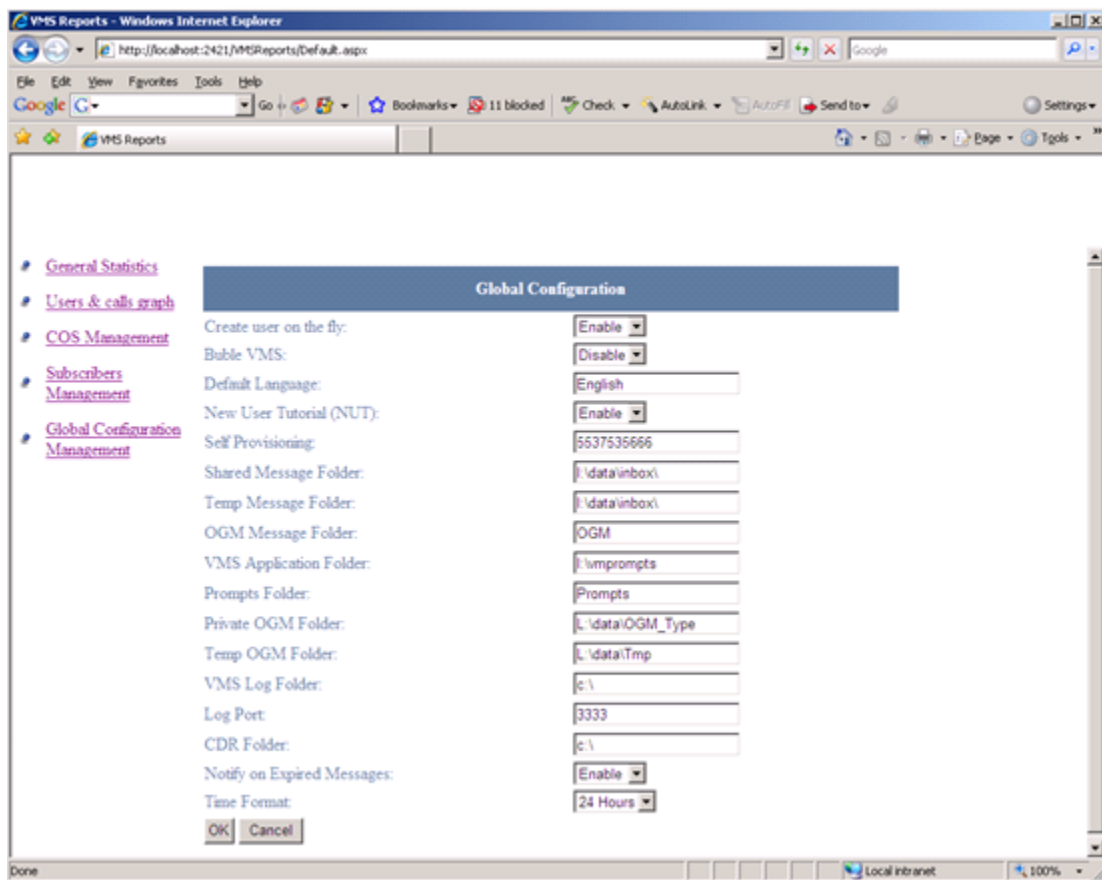 VMS Reports - Windows Internet Explorer
http://localhost:2421/VMSReports/Default.aspx
Google
File Edit View Favorites Tools Help
Google G Go Bookmarks 11 blocked ABC Check AutoLink AutoFill Send to Settings
VMS Reports Page Tools »
General Statistics
Users & calls graph
COS Management
Subscribers
Management
Global Configuration
Management
Global Configuration
Create user on the fly: Enable
Buble VMS: Disable
Default Language: English
New User Tutorial (NUT): Enable
Self Provisioning: 5537535666
Shared Message Folder: I:\data\inbox\
Temp Message Folder: I:\data\inbox\
OGM Message Folder: OGM
VMS Application Folder: I:\vmprompts
Prompts Folder: Prompts
Private OGM Folder: L:\data\OGM_Type
Temp OGM Folder: L:\data\Tmp
VMS Log Folder: c:\
Log Port: 3333
CDR Folder: c:\
Notify on Expired Messages: Enable
Time Format: 24 Hours
OK Cancel
Done Local intranet 100%